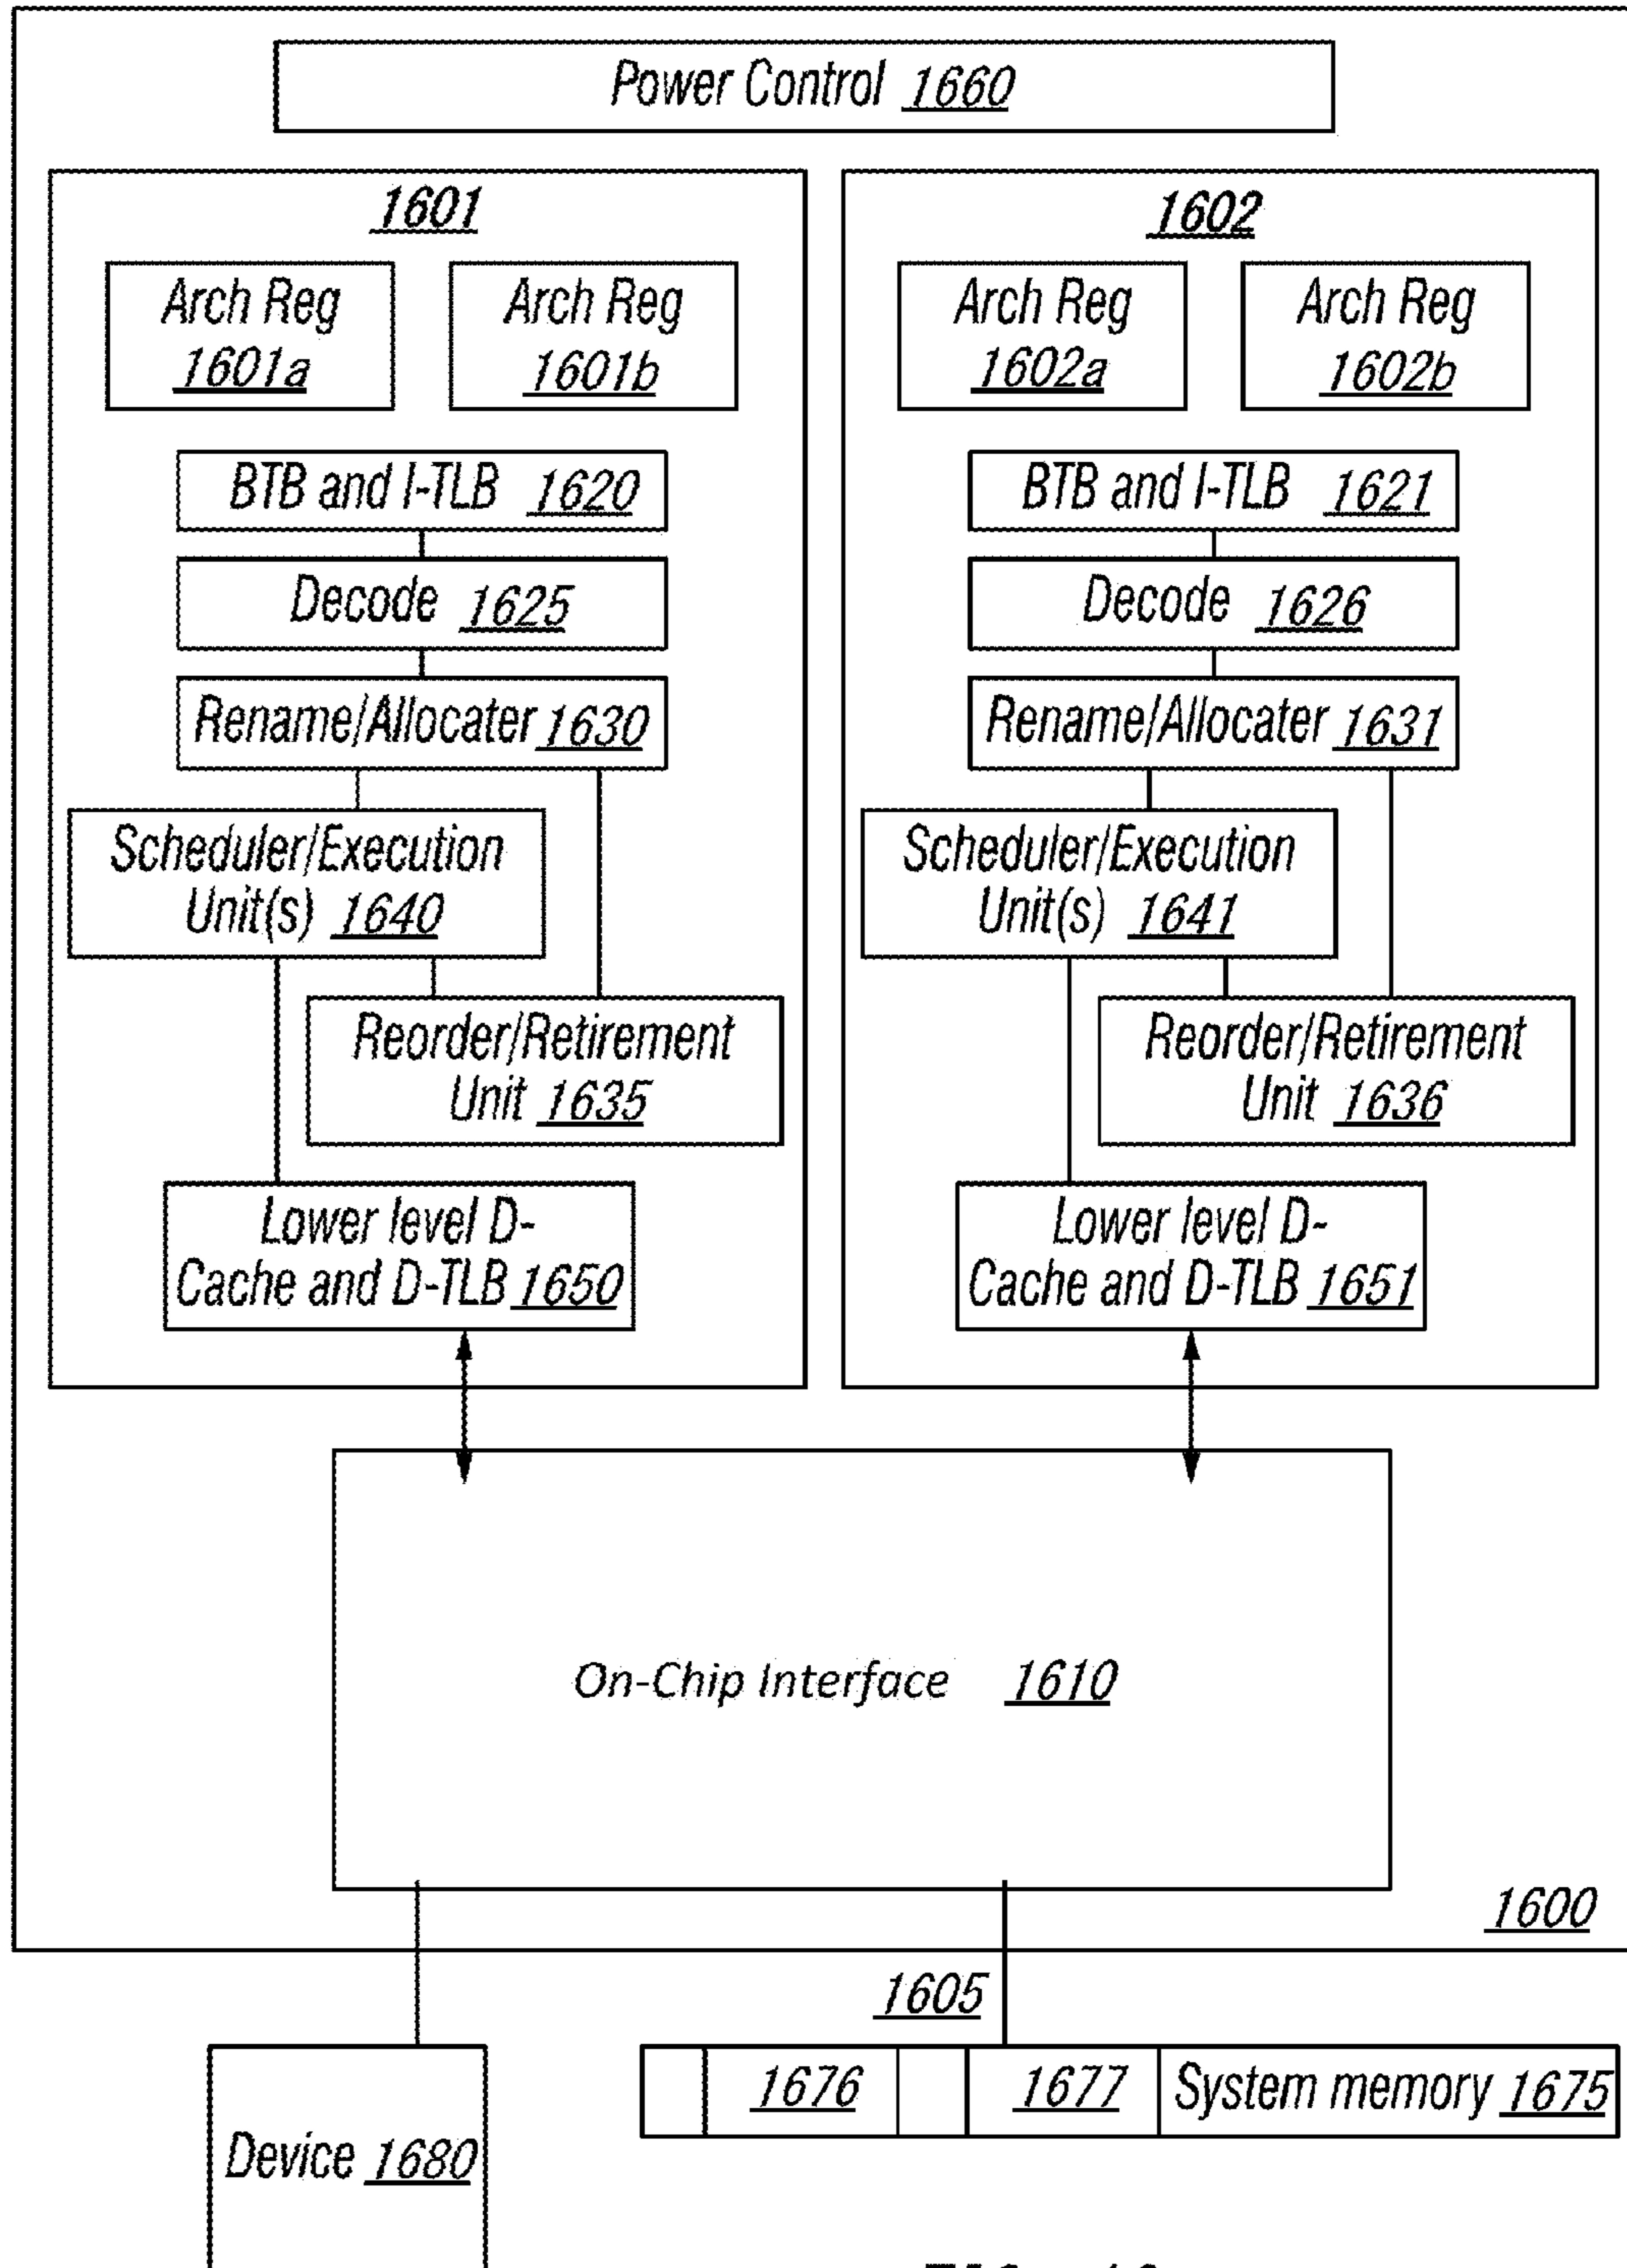 Power Control 1660
1601
Arch Reg
1601a
Arch Reg
1601b
BTB and I-TLB 1620
Decode 1625
Rename/Allocater 1630
Scheduler/Execution
Unit(s) 1640
Reorder/Retirement
Unit 1635
Lower level D-
Cache and D-TLB 1650
1602
Arch Reg
1602a
Arch Reg
1602b
BTB and I-TLB 1621
Decode 1626
Rename/Allocater 1631
Scheduler/Execution
Unit(s) 1641
Reorder/Retirement
Unit 1636
Lower level D-
Cache and D-TLB 1651
On-Chip Interface 1610
1600
1605
1676
1677
System memory 1675
Device 1680